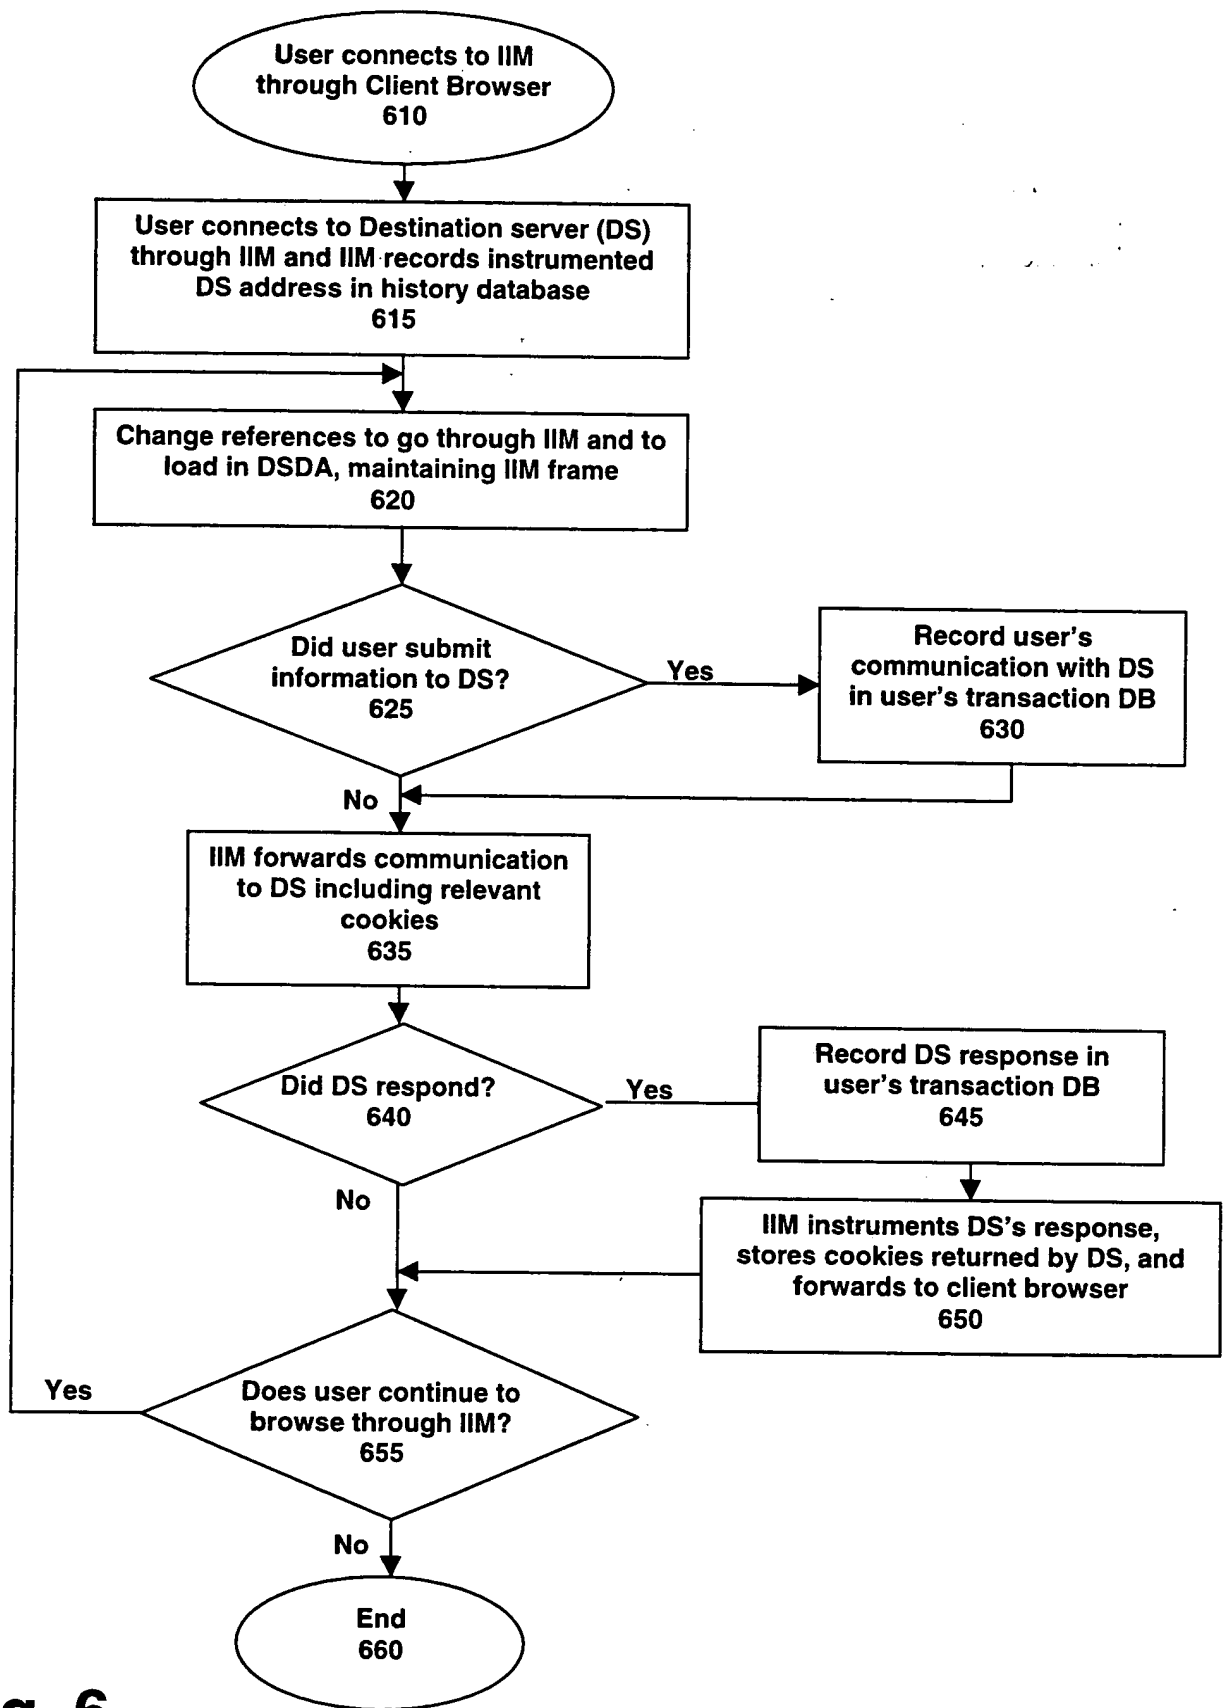 User connects to IIM
through Client Browser
610
User connects to Destination server (DS)
through IIM and IIM records instrumented
DS address in history database
615
Change references to go through IIM and to
load in DSDA, maintaining IIM frame
620
Did user submit
information to DS?
625
Yes
Record user's
communication with DS
in user's transaction DB
630
No
IIM forwards communication
to DS including relevant
cookies
635
Did DS respond?
640
Yes
Record DS response in
user's transaction DB
645
No
IIM instruments DS's response,
stores cookies returned by DS, and
forwards to client browser
650
Yes
Does user continue to
browse through IIM?
655
No
End
660
6